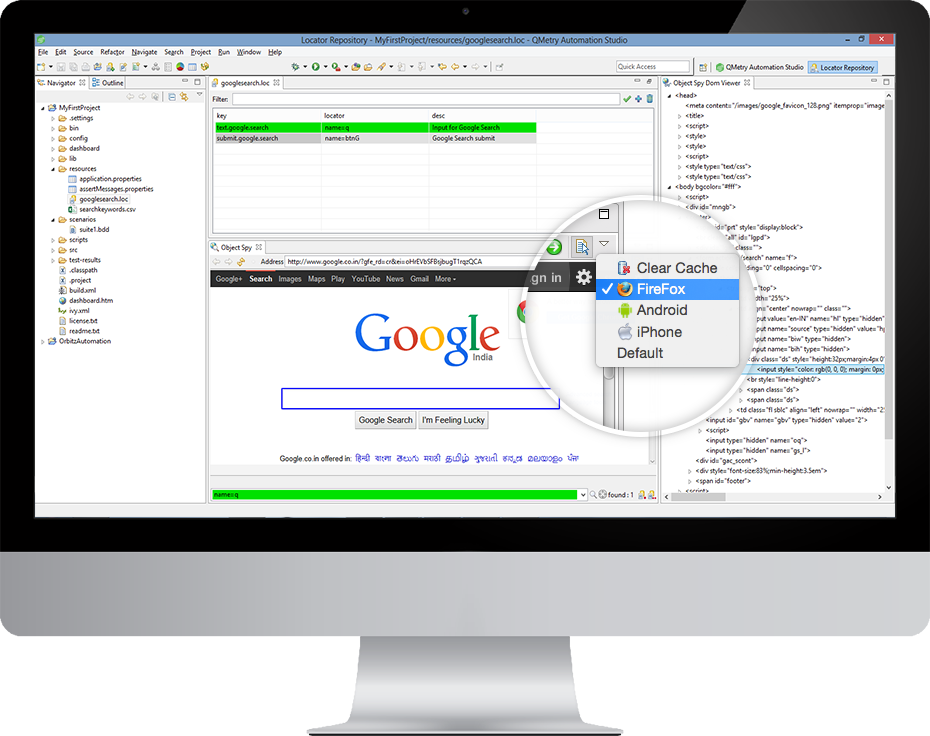 Locator Repository - MyFirstProject/resources/googlesearch.loc - QMetry Automation Studio
File Edit Source Refactor Navigate Search Project Run Window Help
Quick Access
QMetry Automation Studio
Locator Repository
Navigator
Outline
MyFirstProject
.settings
bin
config
dashboard
lib
resources
application.properties
assertMessages.properties
googlesearch.loc
searchkeywords.csv
scenarios
suite1.bdd
scripts
src
test-results
.classpath
.project
build.xml
dashboard.htm
ivy.xml
license.txt
readme.txt
OrbitzAutomation
googlesearch.loc
Filter:
key locator desc
text.google.search name=q Input for Google Search
submit.google.search name=btnG Google Search submit
Object Spy
Address http://www.google.co.in/?gfe_rd=cr&ei=oHrEVbSFBsjbugT1rqzQCA
Google+ Search Images Maps Play YouTube News Gmail More
gn in
Clear Cache
✓ FireFox
Android
iPhone
Default
Google
India
Google Search I'm Feeling Lucky
Google.co.in offered in: हिन्दी বাংলা తెలుగు मराठी தமிழ் ગુજરાતી ಕನ್ನಡ മലയാളം ਪੰਜਾ
name=q
found : 1
Object Spy Dom Viewer
<head>
<meta content="/images/google_favicon_128.png" itemprop="image
<title>
<script>
<style>
<style>
<script>
<style type="text/css">
<style type="text/css">
<body bgcolor="#fff">
<script>
<div id="mngb">
ter>
id="prt" style="display:block">
all" id="lgpd">
class="">
/search" name="f">
ding="0" cellspacing="0">
"top">
width="25%">
gn="center" nowrap="" class="">
nput value="en-IN" name="hl" type="hidden"
nput name="source" type="hidden" value="h
nput name="biw" type="hidden">
nput name="bih" type="hidden">
div class="ds" style="height:32px;margin:4px 0"
<input style="color: rgb(0, 0, 0); margin: 0px;
<br style="line-height:0">
<span class="ds">
<span class="ds">
<td class="fl sblc" align="left" nowrap="" width="2
<input id="gbv" name="gbv" type="hidden" value="2">
<script>
<input type="hidden" name="oq">
<input type="hidden" name="gs_l">
<div id="gac_scont">
<div style="font-size:83%;min-height:3.5em">
<span id="footer">
<script>